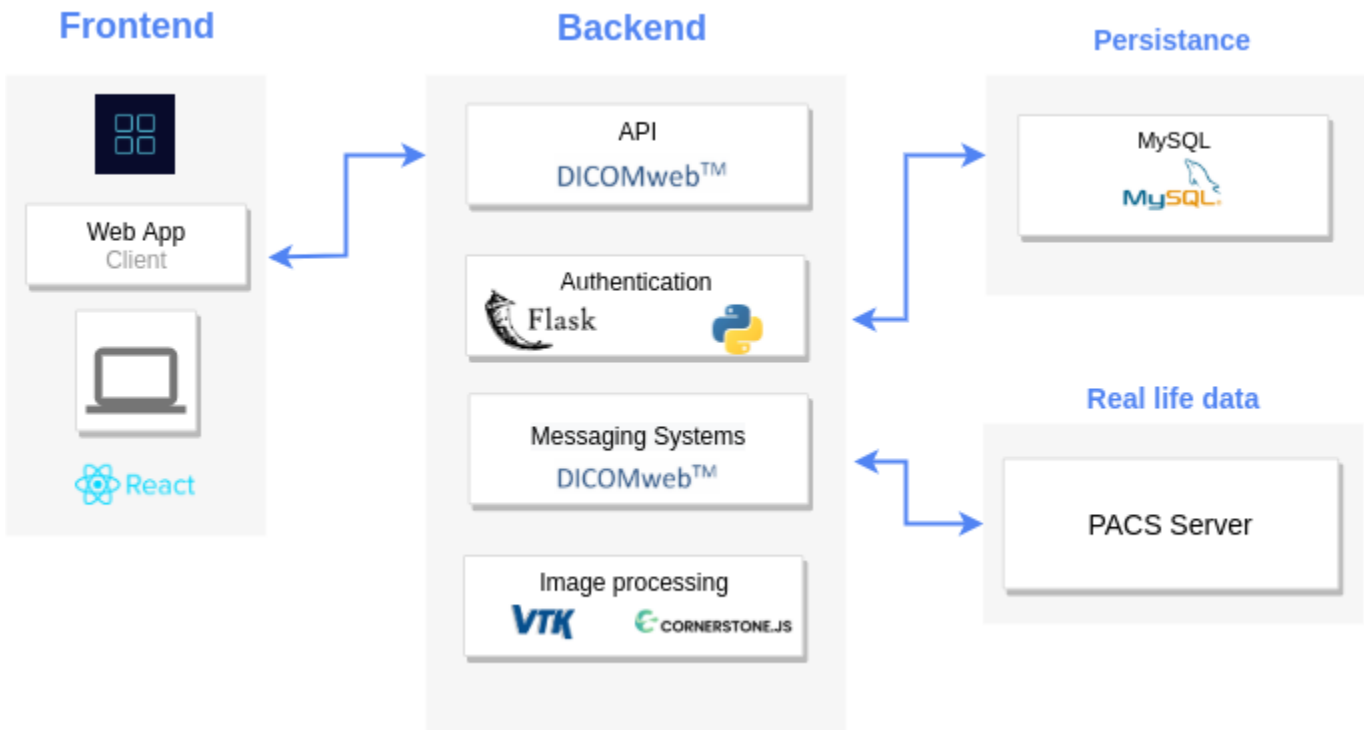 Frontend
Web App
Client
React
Backend
API
DICOMweb™
Authentication
Flask
Messaging Systems
DICOMweb™
Image processing
VTK
CORNERSTONE.JS
Persistance
MySQL
MySQL®
Real life data
PACS Server